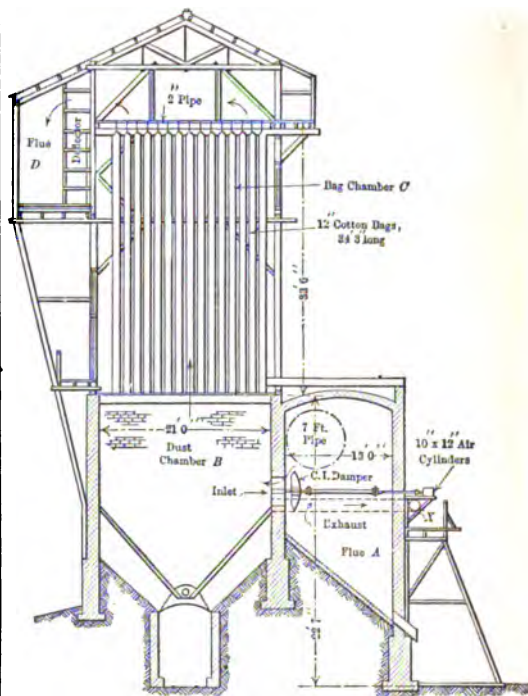 2" Pipe
Flue
D
Deflector
Bag Chamber C
12" Cotton Bags,
34' 3" long
33' 0"
21' 0"
Dust
Chamber B
7 Ft.
Pipe
13' 0"
10" x 12" Air
Cylinders
C.I. Damper
Inlet
X
Exhaust
Flue A